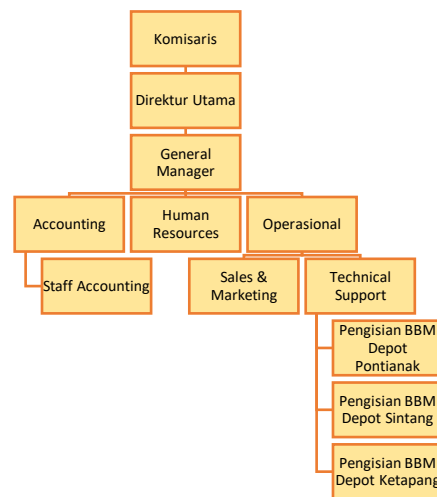 Komisaris
Direktur Utama
General
Manager
Accounting
Human
Resources
Operasional
Staff Accounting
Sales &
Marketing
Technical
Support
Pengisian BBM
Depot
Pontianak
Pengisian BBM
Depot Sintang
Pengisian BBM
Depot Ketapang